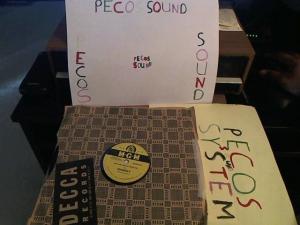 PECOS SOUND
PECOS
PECOS
SOUND
SOUND
MGM
DECCA
RECORDS
PECOS
SYSTEM